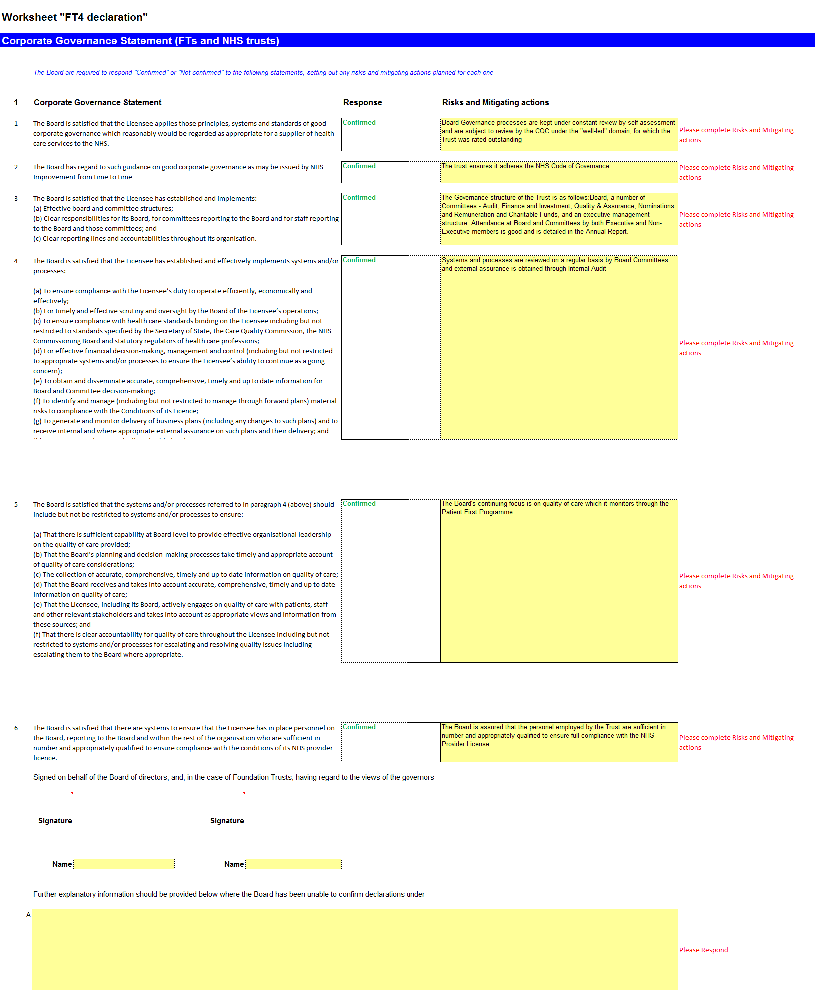 Worksheet "FT4 declaration"
Corporate Governance Statement (FTs and NHS trusts)
The Board are required to respond "Confirmed" or "Not confirmed" to the following statements, setting out any risks and mitigating actions planned for each one
1 Corporate Governance Statement Response Risks and Mitigating actions
1 The Board is satisfied that the Licensee applies those principles, systems and standards of good
corporate governance which reasonably would be regarded as appropriate for a supplier of health
care services to the NHS.
Confirmed
Board Governance processes are kept under constant review by self assessment
and are subject to review by the CQC under the "well-led" domain, for which the
Trust was rated outstanding
Please complete Risks and Mitigating
actions
2 The Board has regard to such guidance on good corporate governance as may be issued by NHS
Improvement from time to time
Confirmed
The trust ensures it adheres the NHS Code of Governance
Please complete Risks and Mitigating
actions
3 The Board is satisfied that the Licensee has established and implements:
(a) Effective board and committee structures;
(b) Clear responsibilities for its Board, for committees reporting to the Board and for staff reporting
to the Board and those committees; and
(c) Clear reporting lines and accountabilities throughout its organisation.
Confirmed
The Governance structure of the Trust is as follows:Board, a number of
Committees - Audit, Finance and Investment, Quality & Assurance, Nominations
and Remuneration and Charitable Funds, and an executive management
structure. Attendance at Board and Committees by both Executive and Non-
Executive members is good and is detailed in the Annual Report.
Please complete Risks and Mitigating
actions
4 The Board is satisfied that the Licensee has established and effectively implements systems and/or
processes:
(a) To ensure compliance with the Licensee’s duty to operate efficiently, economically and
effectively;
(b) For timely and effective scrutiny and oversight by the Board of the Licensee’s operations;
(c) To ensure compliance with health care standards binding on the Licensee including but not
restricted to standards specified by the Secretary of State, the Care Quality Commission, the NHS
Commissioning Board and statutory regulators of health care professions;
(d) For effective financial decision-making, management and control (including but not restricted
to appropriate systems and/or processes to ensure the Licensee’s ability to continue as a going
concern);
(e) To obtain and disseminate accurate, comprehensive, timely and up to date information for
Board and Committee decision-making;
(f) To identify and manage (including but not restricted to manage through forward plans) material
risks to compliance with the Conditions of its Licence;
(g) To generate and monitor delivery of business plans (including any changes to such plans) and to
receive internal and where appropriate external assurance on such plans and their delivery; and
Confirmed
Systems and processes are reviewed on a regular basis by Board Committees
and external assurance is obtained through Internal Audit
Please complete Risks and Mitigating
actions
5 The Board is satisfied that the systems and/or processes referred to in paragraph 4 (above) should
include but not be restricted to systems and/or processes to ensure:
(a) That there is sufficient capability at Board level to provide effective organisational leadership
on the quality of care provided;
(b) That the Board’s planning and decision-making processes take timely and appropriate account
of quality of care considerations;
(c) The collection of accurate, comprehensive, timely and up to date information on quality of care;
(d) That the Board receives and takes into account accurate, comprehensive, timely and up to date
information on quality of care;
(e) That the Licensee, including its Board, actively engages on quality of care with patients, staff
and other relevant stakeholders and takes into account as appropriate views and information from
these sources; and
(f) That there is clear accountability for quality of care throughout the Licensee including but not
restricted to systems and/or processes for escalating and resolving quality issues including
escalating them to the Board where appropriate.
Confirmed
The Board's continuing focus is on quality of care which it monitors through the
Patient First Programme
Please complete Risks and Mitigating
actions
6 The Board is satisfied that there are systems to ensure that the Licensee has in place personnel on
the Board, reporting to the Board and within the rest of the organisation who are sufficient in
number and appropriately qualified to ensure compliance with the conditions of its NHS provider
licence.
Confirmed
The Board is assured that the personel employed by the Trust are sufficient in
number and appropriately qualified to ensure full compliance with the NHS
Provider License
Please complete Risks and Mitigating
actions
Signed on behalf of the Board of directors, and, in the case of Foundation Trusts, having regard to the views of the governors
Signature Signature
Name Name
Further explanatory information should be provided below where the Board has been unable to confirm declarations under
A
Please Respond